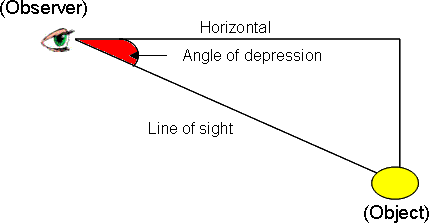 (Observer)
Horizontal
Angle of depression
Line of sight
(Object)